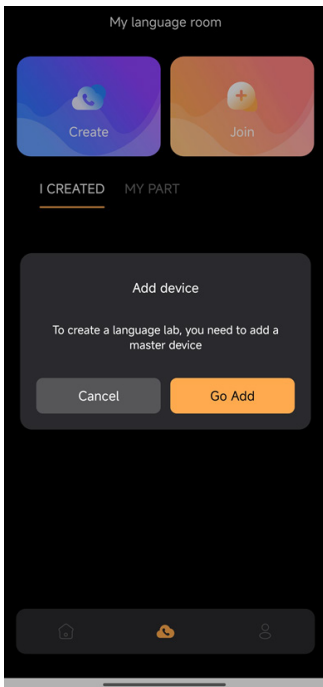 My language room
Create
Join
I CREATED
MY PART
Add device
To create a language lab, you need to add a
master device
Cancel
Go Add